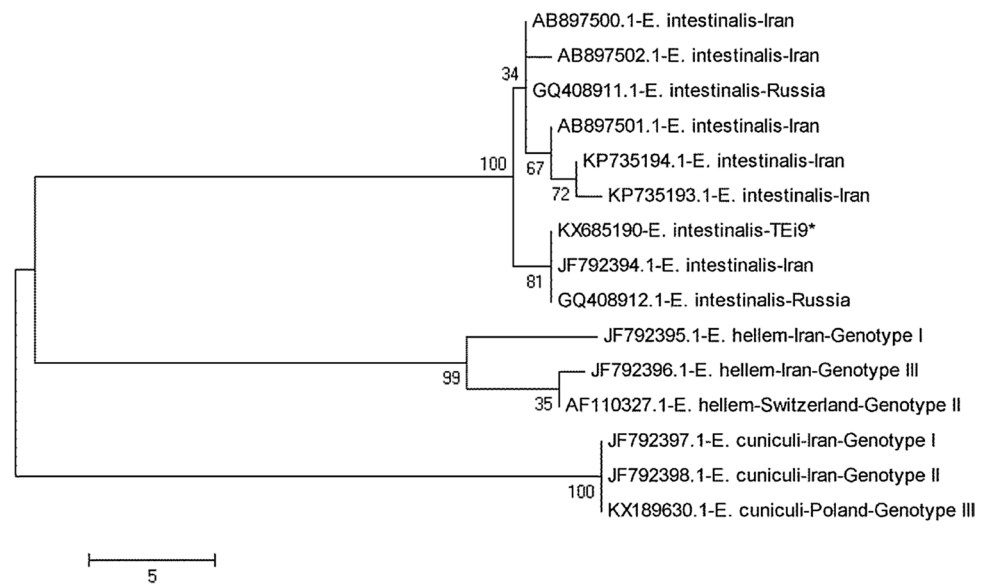 AB897500.1-E. intestinalis-Iran
AB897502.1-E. intestinalis-Iran
34
GQ408911.1-E. intestinalis-Russia
AB897501.1-E. intestinalis-Iran
100
67
KP735194.1-E. intestinalis-Iran
72
KP735193.1-E. intestinalis-Iran
KX685190-E. intestinalis-TEi9*
JF792394.1-E. intestinalis-Iran
81
GQ408912.1-E. intestinalis-Russia
JF792395.1-E. hellem-Iran-Genotype I
99
JF792396.1-E. hellem-Iran-Genotype III
35
AF110327.1-E. hellem-Switzerland-Genotype II
JF792397.1-E. cuniculi-Iran-Genotype I
JF792398.1-E. cuniculi-Iran-Genotype II
100
KX189630.1-E. cuniculi-Poland-Genotype III
5